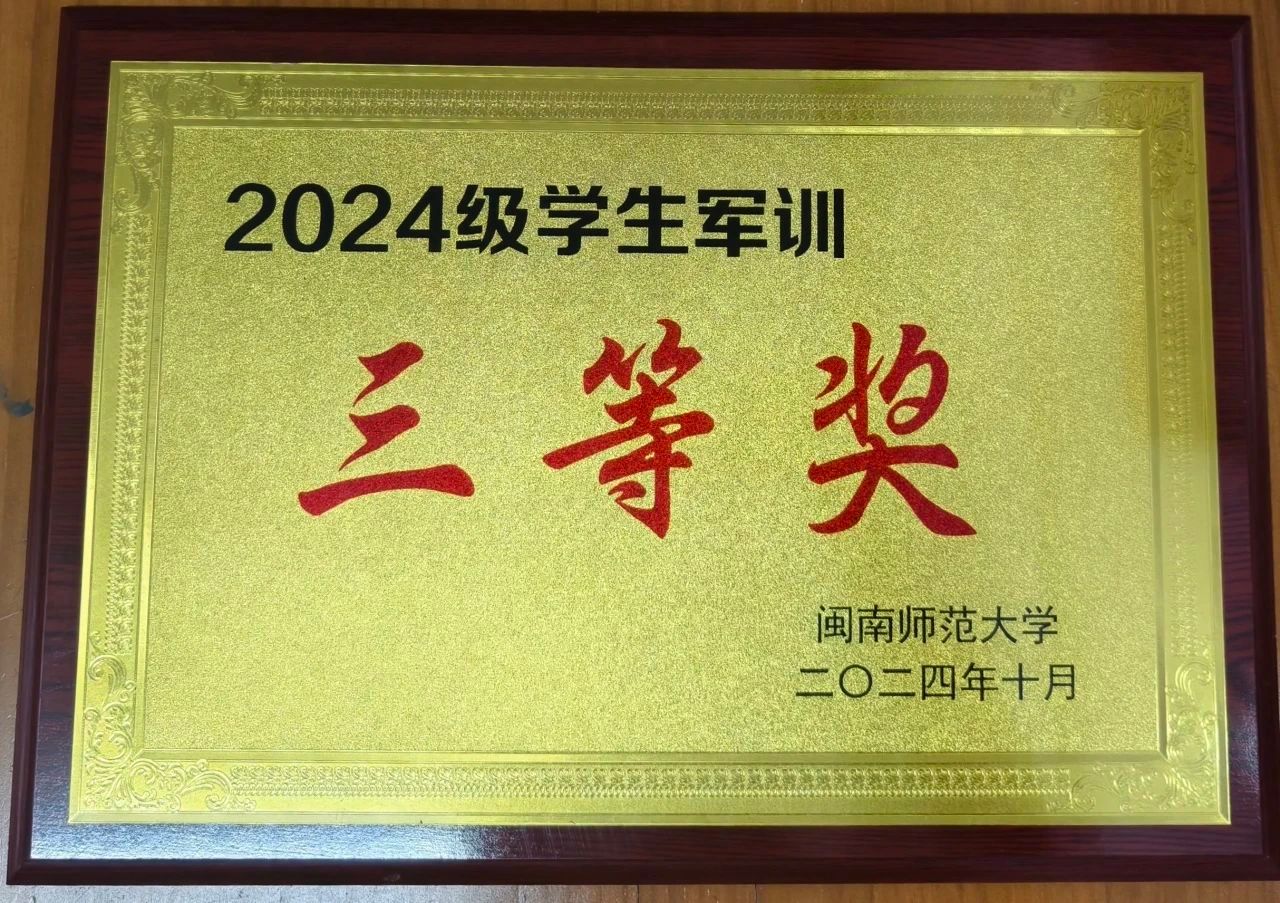 2024级学生军训
三等奖
闽南师范大学
二〇二四年十月